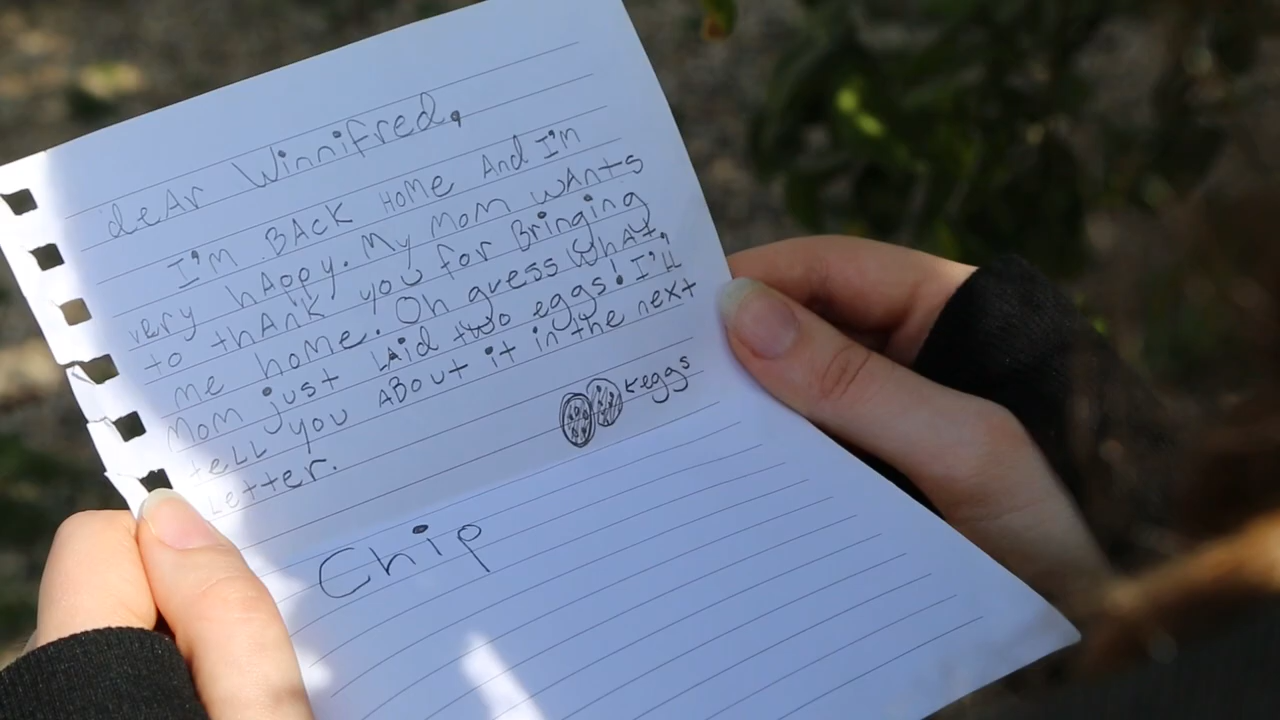 deAr Winnifred,
I'm BAck HOMe And I'm
very hAppy. My MoM wAnts
to thAnk you for Bringing
me home. Oh guess whAt,
Mom just LAid two eggs! I'll
teLL you ABout it in the next
Letter.
eggs
Chip